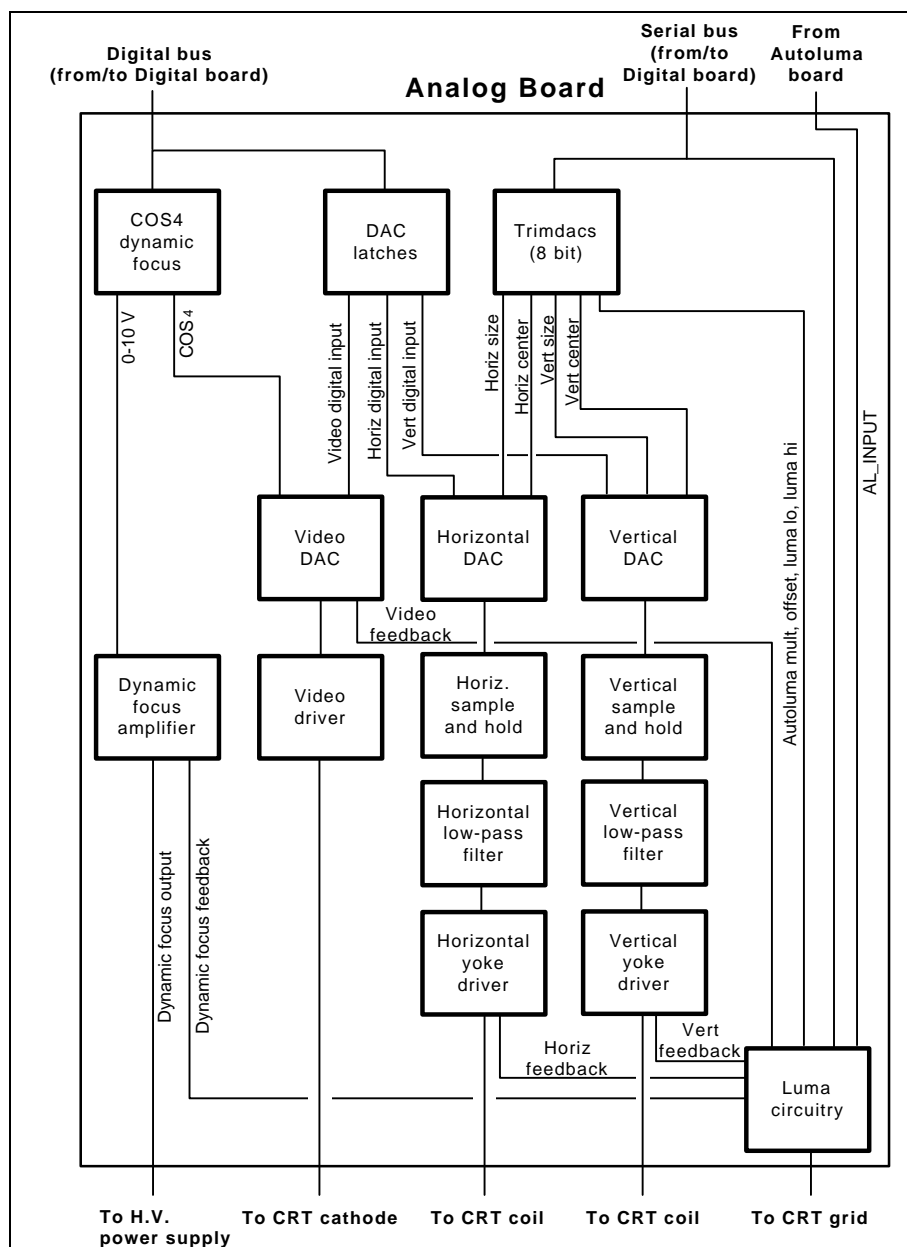 Digital bus
(from/to Digital board)
Serial bus
(from/to
Digital board)
From
Autoluma
board
Analog Board
COS4
dynamic
focus
DAC
latches
Trimdacs
(8 bit)
0-10 V
COS 4
Video digital input
Horiz digital input
Vert digital input
Horiz size
Horiz center
Vert size
Vert center
Autoluma mult, offset, luma lo, luma hi
AL_INPUT
Video
DAC
Horizontal
DAC
Vertical
DAC
Video
feedback
Dynamic
focus
amplifier
Video
driver
Horiz.
sample
and hold
Vertical
sample
and hold
Horizontal
low-pass
filter
Vertical
low-pass
filter
Dynamic focus output
Dynamic focus feedback
Horizontal
yoke
driver
Vertical
yoke
driver
Horiz
feedback
Vert
feedback
Luma
circuitry
To H.V.
power supply
To CRT cathode
To CRT coil
To CRT coil
To CRT grid